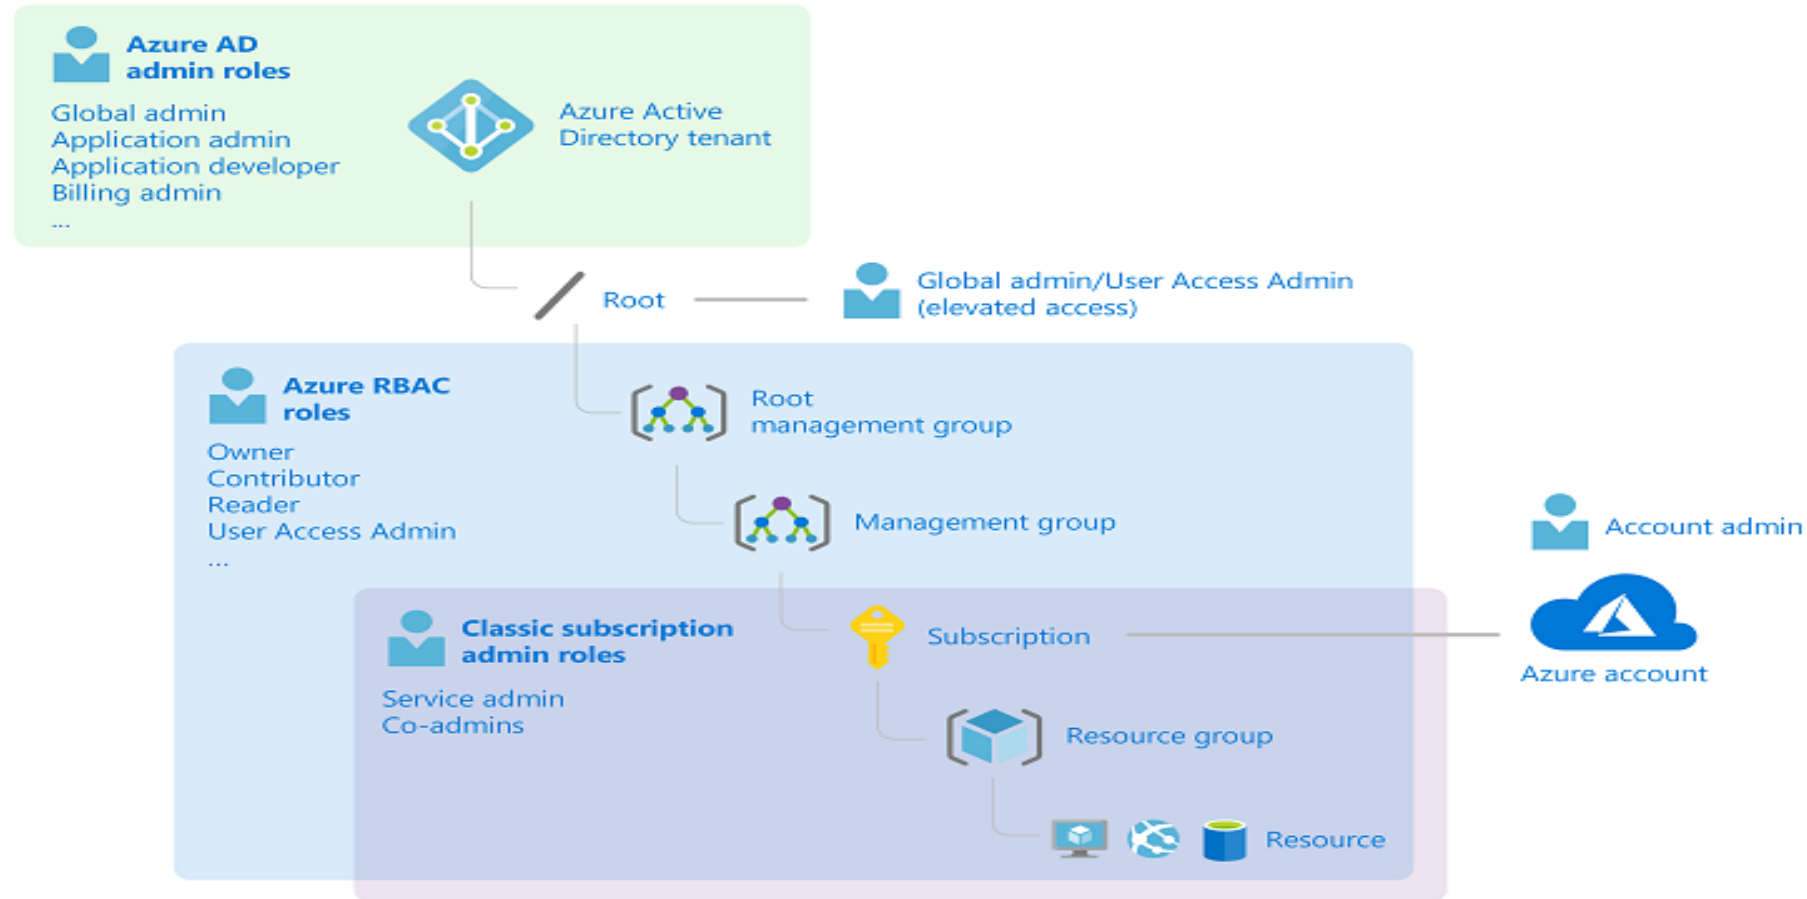 Azure AD
admin roles
Global admin
Application admin
Application developer
Billing admin
...
Azure Active
Directory tenant
Root
Global admin/User Access Admin
(elevated access)
Azure RBAC
roles
Owner
Contributor
Reader
User Access Admin
...
Root
management group
Management group
Account admin
Classic subscription
admin roles
Service admin
Co-admins
Subscription
Azure account
Resource group
Resource